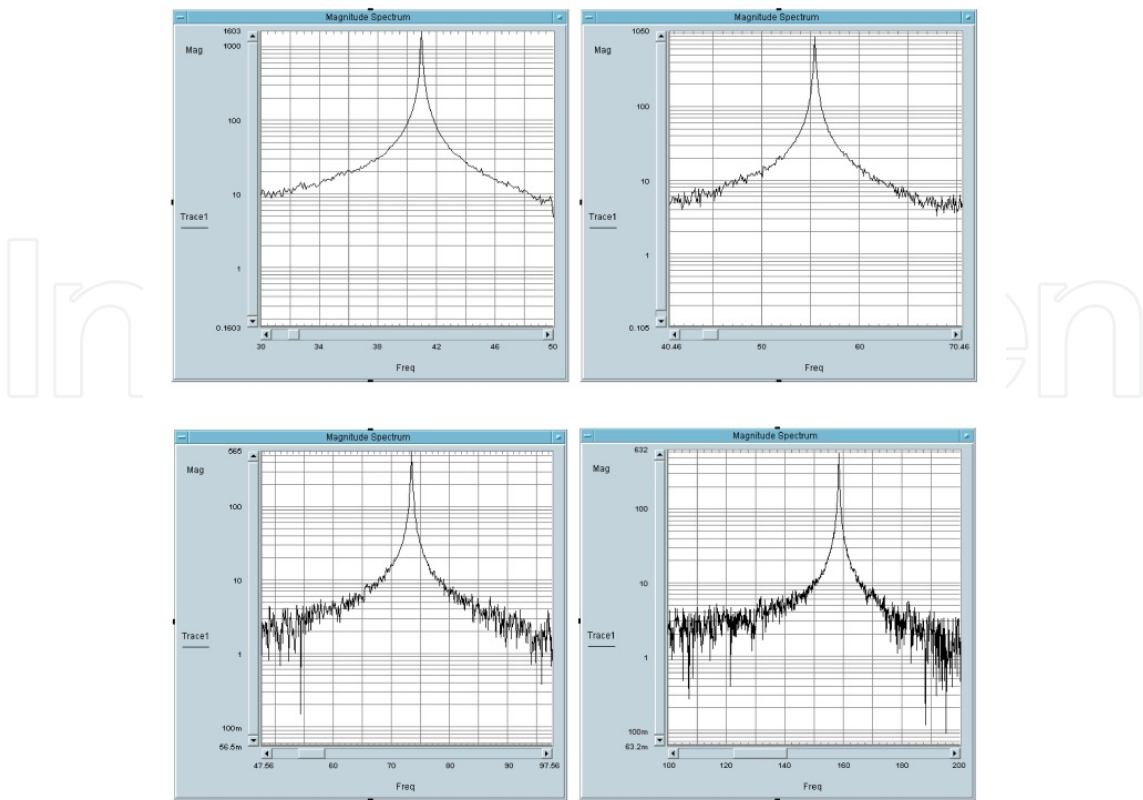 Magnitude Spectrum
Mag
1603
1000
100
10
1
0.1603
Trace1
30 34 38 42 46 50
Freq
Magnitude Spectrum
Mag
1050
100
10
1
0.105
Trace1
40.46 50 60 70.46
Freq
Magnitude Spectrum
Mag
565
100
10
1
100m
56.5m
Trace1
47.56 60 70 80 90 97.56
Freq
Magnitude Spectrum
Mag
632
100
10
1
100m
63.2m
Trace1
100 120 140 160 180 200
Freq